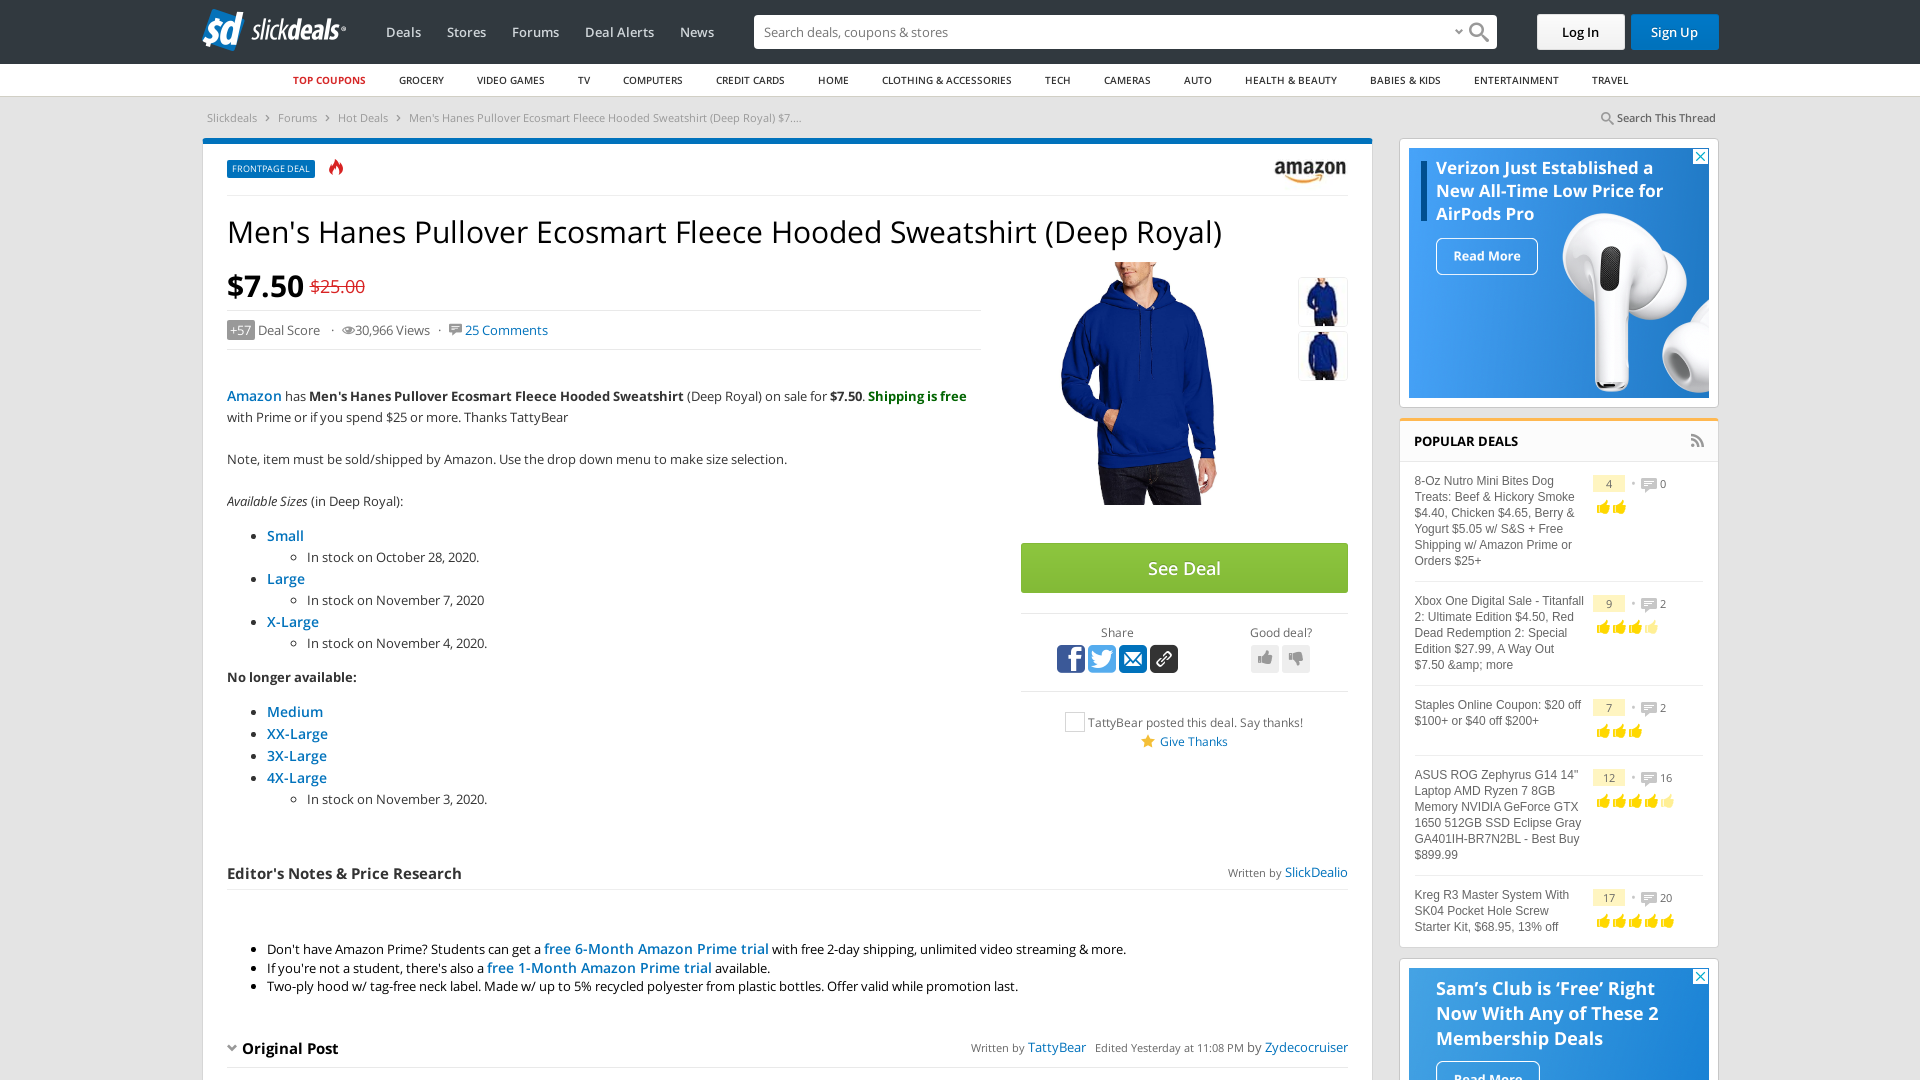 sd slickdeals
Deals Stores Forums Deal Alerts News
Search deals, coupons & stores
Log In Sign Up
TOP COUPONS GROCERY VIDEO GAMES TV COMPUTERS CREDIT CARDS HOME CLOTHING & ACCESSORIES TECH CAMERAS AUTO HEALTH & BEAUTY BABIES & KIDS ENTERTAINMENT TRAVEL
Slickdeals > Forums > Hot Deals > Men's Hanes Pullover Ecosmart Fleece Hooded Sweatshirt (Deep Royal) $7....
Search This Thread
FRONTPAGE DEAL
amazon
Men's Hanes Pullover Ecosmart Fleece Hooded Sweatshirt (Deep Royal)
$7.50 $25.00
+57 Deal Score · 30,966 Views · 25 Comments
Amazon has Men's Hanes Pullover Ecosmart Fleece Hooded Sweatshirt (Deep Royal) on sale for $7.50. Shipping is free
with Prime or if you spend $25 or more. Thanks TattyBear
Note, item must be sold/shipped by Amazon. Use the drop down menu to make size selection.
Available Sizes (in Deep Royal):
Small
In stock on October 28, 2020.
Large
In stock on November 7, 2020
X-Large
In stock on November 4, 2020.
No longer available:
Medium
XX-Large
3X-Large
4X-Large
In stock on November 3, 2020.
See Deal
Share
Good deal?
TattyBear posted this deal. Say thanks!
Give Thanks
Editor's Notes & Price Research
Written by SlickDealio
Don't have Amazon Prime? Students can get a free 6-Month Amazon Prime trial with free 2-day shipping, unlimited video streaming & more.
If you're not a student, there's also a free 1-Month Amazon Prime trial available.
Two-ply hood w/ tag-free neck label. Made w/ up to 5% recycled polyester from plastic bottles. Offer valid while promotion last.
Original Post
Written by TattyBear Edited Yesterday at 11:08 PM by Zydecocruiser
Verizon Just Established a
New All-Time Low Price for
AirPods Pro
Read More
POPULAR DEALS
8-Oz Nutro Mini Bites Dog
Treats: Beef & Hickory Smoke
$4.40, Chicken $4.65, Berry &
Yogurt $5.05 w/ S&S + Free
Shipping w/ Amazon Prime or
Orders $25+
4 • 0
Xbox One Digital Sale - Titanfall
2: Ultimate Edition $4.50, Red
Dead Redemption 2: Special
Edition $27.99, A Way Out
$7.50 &amp; more
9 • 2
Staples Online Coupon: $20 off
$100+ or $40 off $200+
7 • 2
ASUS ROG Zephyrus G14 14"
Laptop AMD Ryzen 7 8GB
Memory NVIDIA GeForce GTX
1650 512GB SSD Eclipse Gray
GA401IH-BR7N2BL - Best Buy
$899.99
12 • 16
Kreg R3 Master System With
SK04 Pocket Hole Screw
Starter Kit, $68.95, 13% off
17 • 20
Sam's Club is 'Free' Right
Now With Any of These 2
Membership Deals
Read More